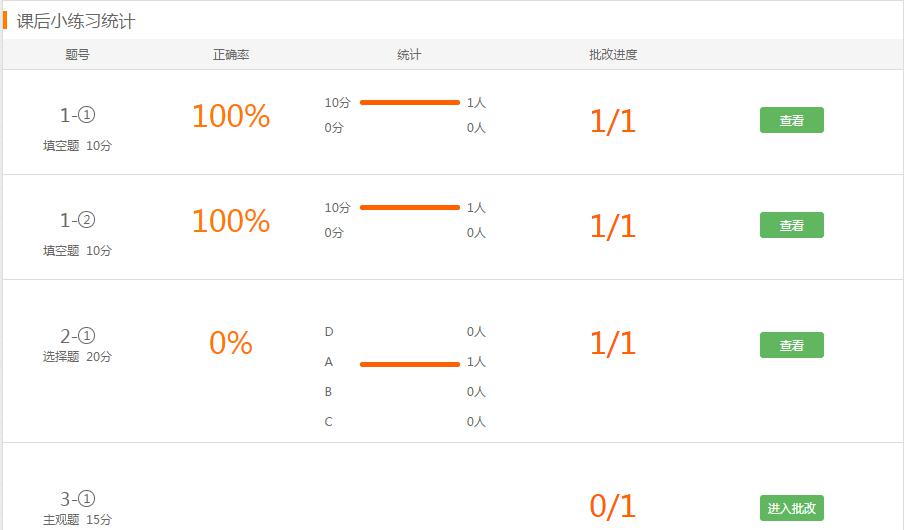 课后小练习统计
题号 正确率 统计 批改进度
1-① 100% 10分 1人 1/1 查看
0分 0人
填空题 10分
1-② 100% 10分 1人 1/1 查看
0分 0人
填空题 10分
2-① 0% D 0人 1/1 查看
选择题 20分 A 1人
B 0人
C 0人
3-① 0/1 进入批改
主观题 15分